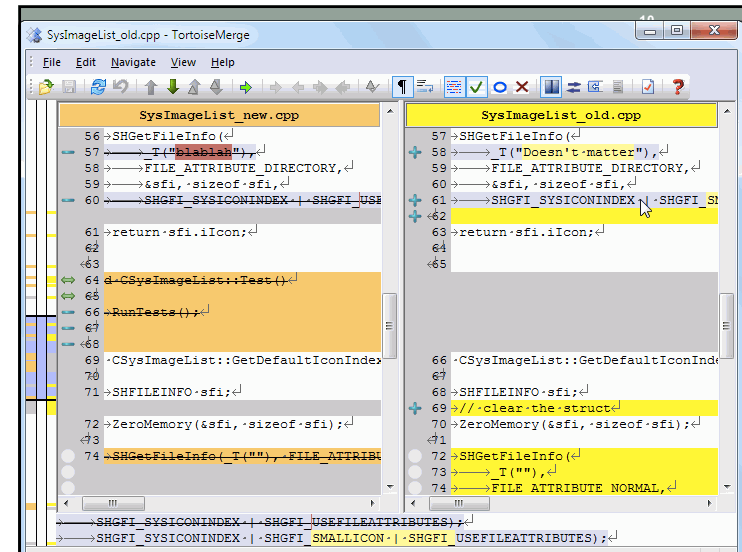 SysImageList_old.cpp - TortoiseMerge
File Edit Navigate View Help
SysImageList_new.cpp
56 SHGetFileInfo(
57 _T("blablah"),
58 FILE_ATTRIBUTE_DIRECTORY,
59 &sfi,·sizeof·sfi,
60 SHGFI_SYSICONINDEX·|·SHGFI_USE
61 return·sfi.iIcon;
62
63
64 d·CSysImageList::Test()
65
66 RunTests();
67
68
69 ·CSysImageList::GetDefaultIconIndex
70
71 SHFILEINFO·sfi;
72 ZeroMemory(&sfi,·sizeof·sfi);
73
74 SHGetFileInfo(_T(""),·FILE_ATTRIBU
SysImageList_old.cpp
57 SHGetFileInfo(
58 _T("Doesn't·matter"),
59 FILE_ATTRIBUTE_DIRECTORY,
60 &sfi,·sizeof·sfi,
61 SHGFI_SYSICONINDEX·|·SHGFI_SM
62
63 return·sfi.iIcon;
64
65
66 ·CSysImageList::GetDefaultIconInde
67
68 SHFILEINFO·sfi;
69 //·clear·the·struct
70 ZeroMemory(&sfi,·sizeof·sfi);
71
72 SHGetFileInfo(
73 _T(""),
74 FILE_ATTRIBUTE_NORMAL,
SHGFI_SYSICONINDEX·|·SHGFI_USEFILEATTRIBUTES);
SHGFI_SYSICONINDEX·|·SHGFI_SMALLICON·|·SHGFI_USEFILEATTRIBUTES);